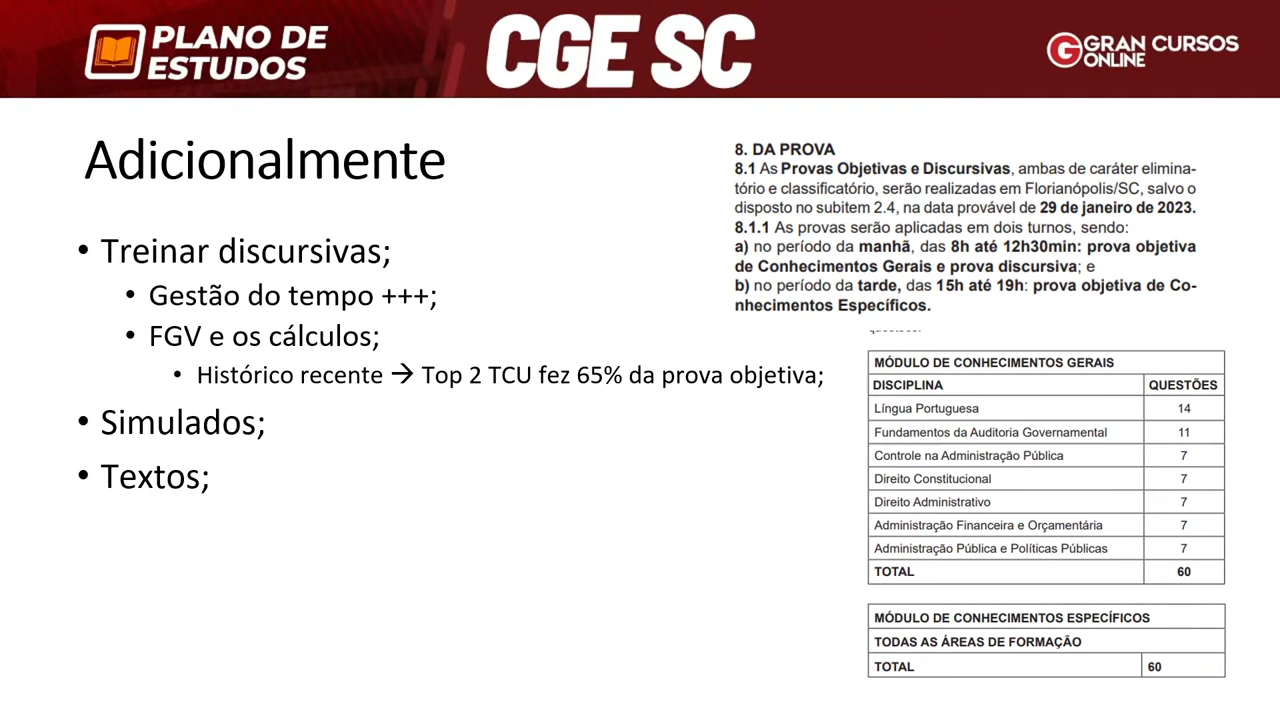 PLANO DE
ESTUDOS
CGE SC
GRAN CURSOS
ONLINE
Adicionalmente
• Treinar discursivas;
• Gestão do tempo +++;
• FGV e os cálculos;
• Histórico recente → Top 2 TCU fez 65% da prova objetiva;
• Simulados;
• Textos;
8. DA PROVA
8.1 As Provas Objetivas e Discursivas, ambas de caráter elimina-
tório e classificatório, serão realizadas em Florianópolis/SC, salvo o
disposto no subitem 2.4, na data provável de 29 de janeiro de 2023.
8.1.1 As provas serão aplicadas em dois turnos, sendo:
a) no período da manhã, das 8h até 12h30min: prova objetiva
de Conhecimentos Gerais e prova discursiva; e
b) no período da tarde, das 15h até 19h: prova objetiva de Co-
nhecimentos Específicos.
MÓDULO DE CONHECIMENTOS GERAIS
DISCIPLINA QUESTÕES
Língua Portuguesa 14
Fundamentos da Auditoria Governamental 11
Controle na Administração Pública 7
Direito Constitucional 7
Direito Administrativo 7
Administração Financeira e Orçamentária 7
Administração Pública e Políticas Públicas 7
TOTAL 60
MÓDULO DE CONHECIMENTOS ESPECÍFICOS
TODAS AS ÁREAS DE FORMAÇÃO
TOTAL 60